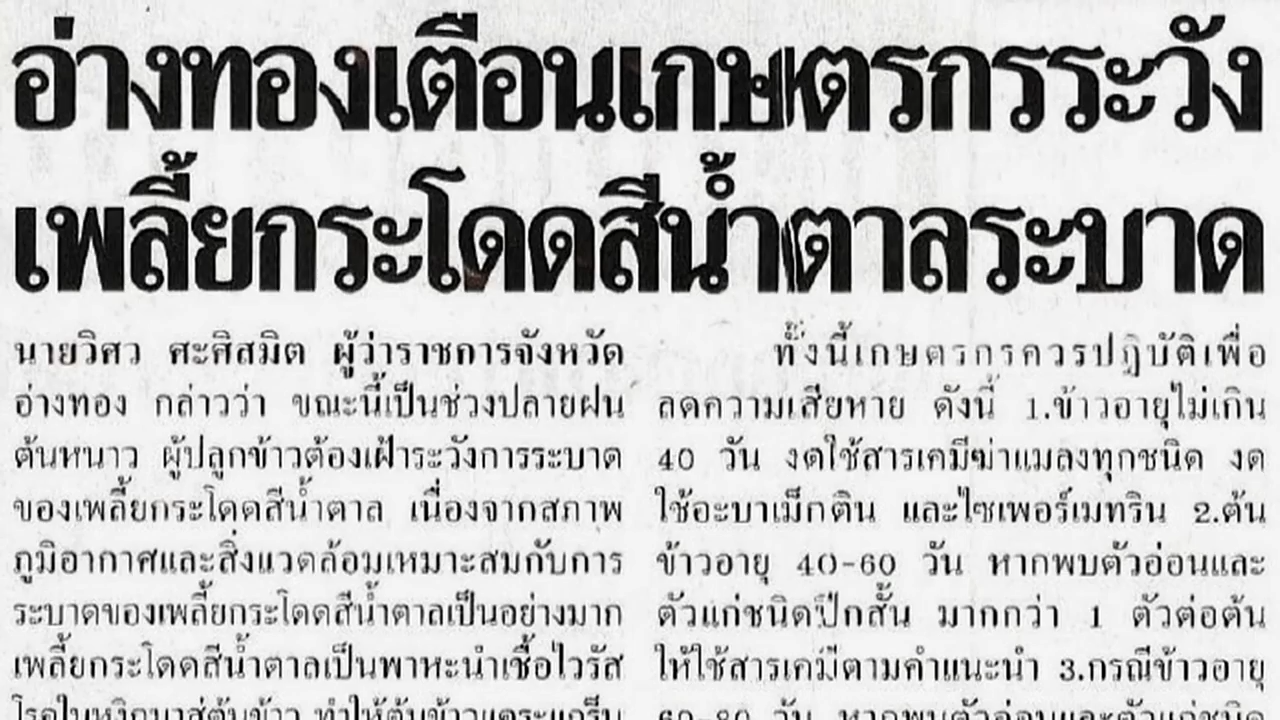 อ่างทองเตือนเกษตรกรระวัง
เพลี้ยกระโดดสีน้ำตาลระบาด
นายวิศว ศะศิสมิต ผู้ว่าราชการจังหวัด
อ่างทอง กล่าวว่า ขณะนี้เป็นช่วงปลายฝน
ต้นหนาว ผู้ปลูกข้าวต้องเฝ้าระวังการระบาด
ของเพลี้ยกระโดดสีน้ำตาล เนื่องจากสภาพ
ภูมิอากาศและสิ่งแวดล้อมเหมาะสมกับการ
ระบาดของเพลี้ยกระโดดสีน้ำตาลเป็นอย่างมาก
เพลี้ยกระโดดสีน้ำตาลเป็นพาหะนำเชื้อไวรัส
ทั้งนี้เกษตรกรควรปฏิบัติเพื่อ
ลดความเสียหาย ดังนี้ 1.ข้าวอายุไม่เกิน
40 วัน งดใช้สารเคมีฆ่าแมลงทุกชนิด งด
ใช้อะบาเม็กติน และไซเพอร์เมทริน 2.ต้น
ข้าวอายุ 40-60 วัน หากพบตัวอ่อนและ
ตัวแก่ชนิดปีกสั้น มากกว่า 1 ตัวต่อต้น
ให้ใช้สารเคมีตามคำแนะนำ 3.กรณีข้าวอายุ